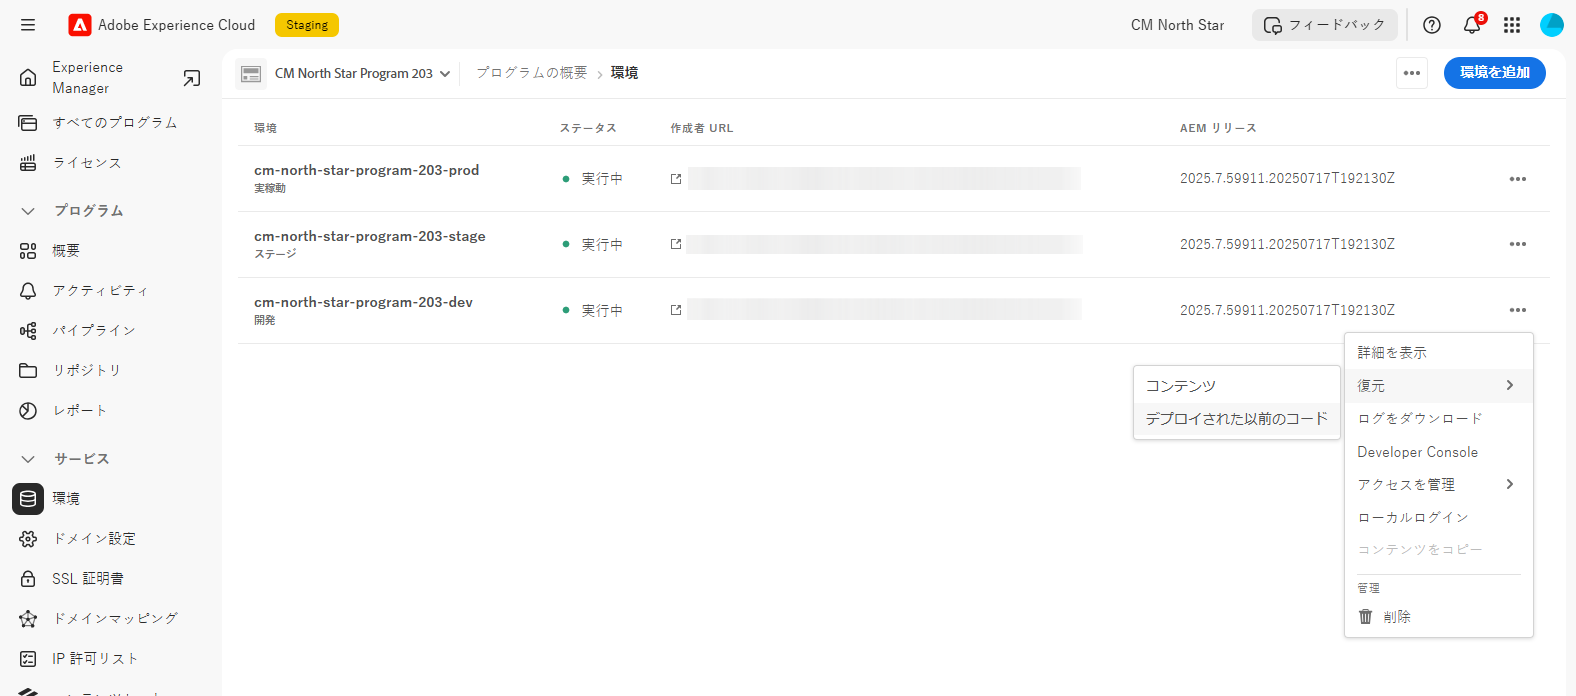 Adobe Experience Cloud
Staging
CM North Star
フィードバック
8
Experience
Manager
すべてのプログラム
ライセンス
プログラム
概要
アクティビティ
パイプライン
リポジトリ
レポート
サービス
環境
ドメイン設定
SSL 証明書
ドメインマッピング
IP 許可リスト
CM North Star Program 203
プログラムの概要 › 環境
環境を追加
環境 ステータス 作成者 URL AEM リリース
cm-north-star-program-203-prod
実稼動
実行中
2025.7.59911.20250717T192130Z
cm-north-star-program-203-stage
ステージ
実行中
2025.7.59911.20250717T192130Z
cm-north-star-program-203-dev
開発
実行中
2025.7.59911.20250717T192130Z
詳細を表示
復元
コンテンツ
デプロイされた以前のコード
ログをダウンロード
Developer Console
アクセスを管理
ローカルログイン
コンテンツをコピー
管理
削除